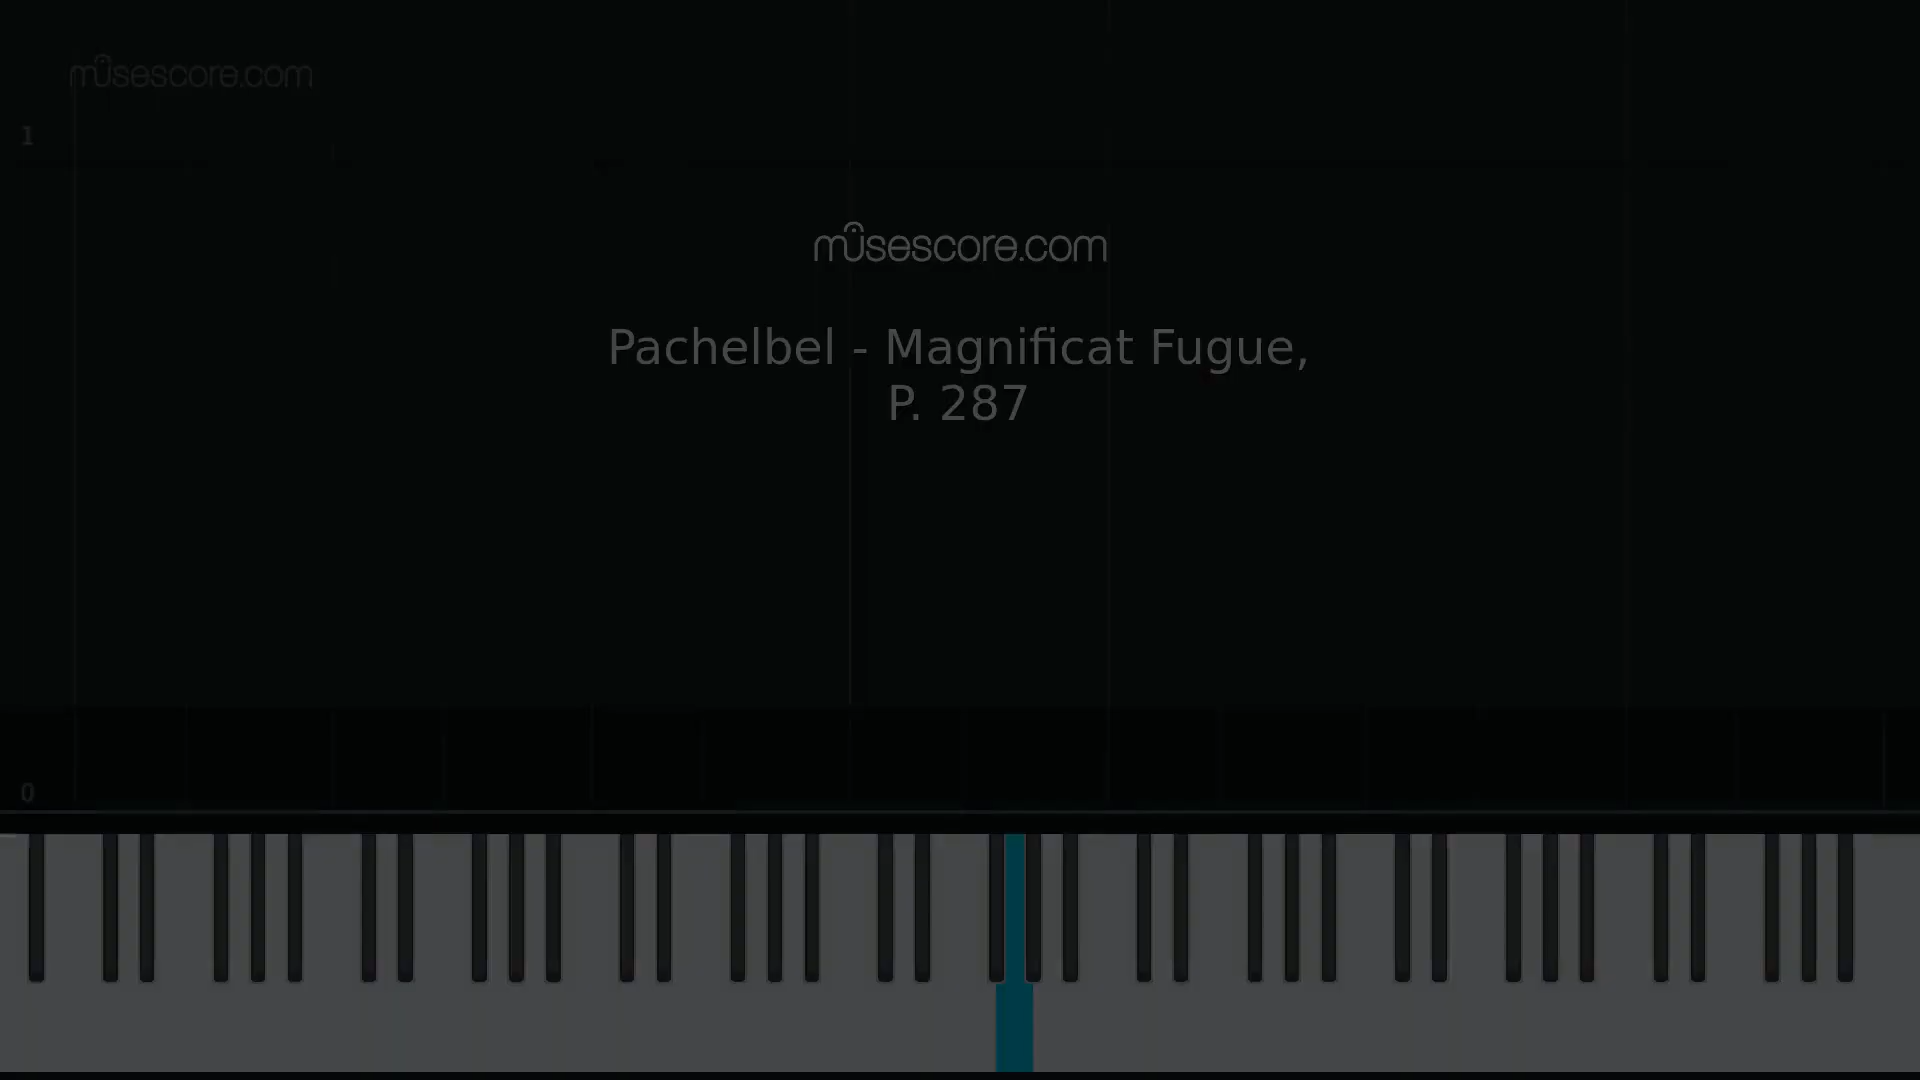 musescore.com
1
musescore.com
Pachelbel - Magnificat Fugue,
P. 287
0